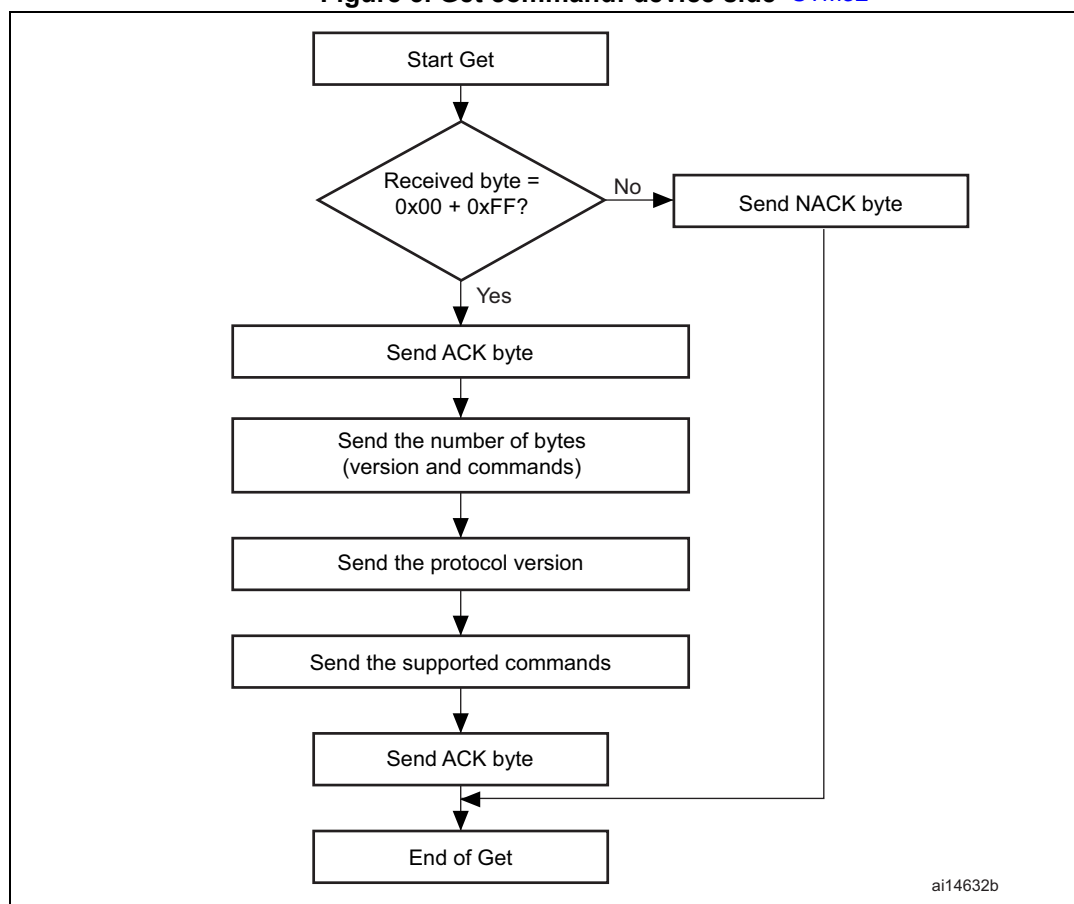 Start Get
Received byte =
0x00 + 0xFF?
No
Send NACK byte
Yes
Send ACK byte
Send the number of bytes
(version and commands)
Send the protocol version
Send the supported commands
Send ACK byte
End of Get
ai14632b